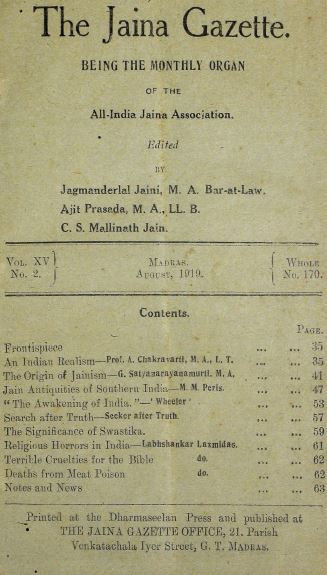 The Jaina Gazette.
BEING THE MONTHLY ORGAN
OF THE
All-India Jaina Association.
Edited
BY
Jagmanderlal Jaini, M. A. Bar-at-Law.
Ajit Prasada, M. A., LL. B.
C. S. Mallinath Jain.
VOL. XV } MADRAS. { WHOLE
No. 2. } AUGUST, 1919. { No. 170.
Contents.
PAGE.
Frontispiece ... ... 35
An Indian Realism—Prof. A. Chakravarti, M. A., L. T. ... ... 35
The Origin of Jainism—G. Satyanarayanamurti. M. A. ... 41
Jain Antiquities of Southern India—M. M. Peris. ... ... 47
"The Awakening of India."—'Wheeler' . ... ... 53
Search after Truth—Seeker after Truth. ... ... 57
The Significance of Swastika. ... ... 59
Religious Horrors in India—Labhshankar Laxmidas. ... ... 61
Terrible Cruelties for the Bible do. ... ... 62
Deaths from Meat Poison do. ... ... 62
Notes and News ... ... 63
Printed at the Dharmaseelan Press and published at
THE JAINA GAZETTE OFFICE, 21. Parish
Venkatachala Iyer Street, G. T. MADRAS.